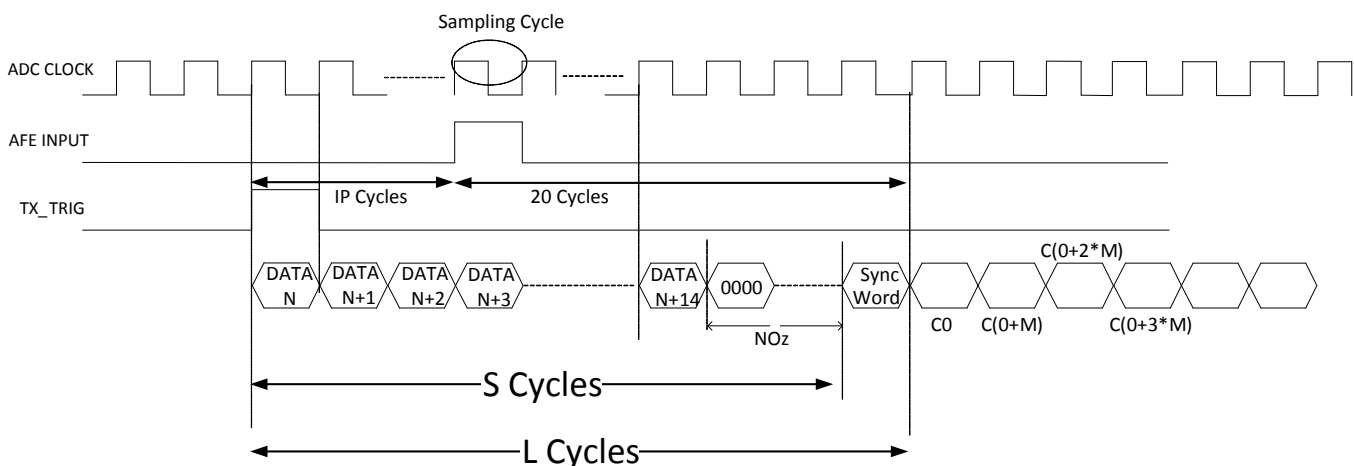 Sampling Cycle
ADC CLOCK
AFE INPUT
IP Cycles
20 Cycles
TX_TRIG
C(0+2*M)
DATA
N
DATA
N+1
DATA
N+2
DATA
N+3
DATA
N+14
0000
Sync
Word
C0
C(0+M)
C(0+3*M)
NOz
S Cycles
L Cycles